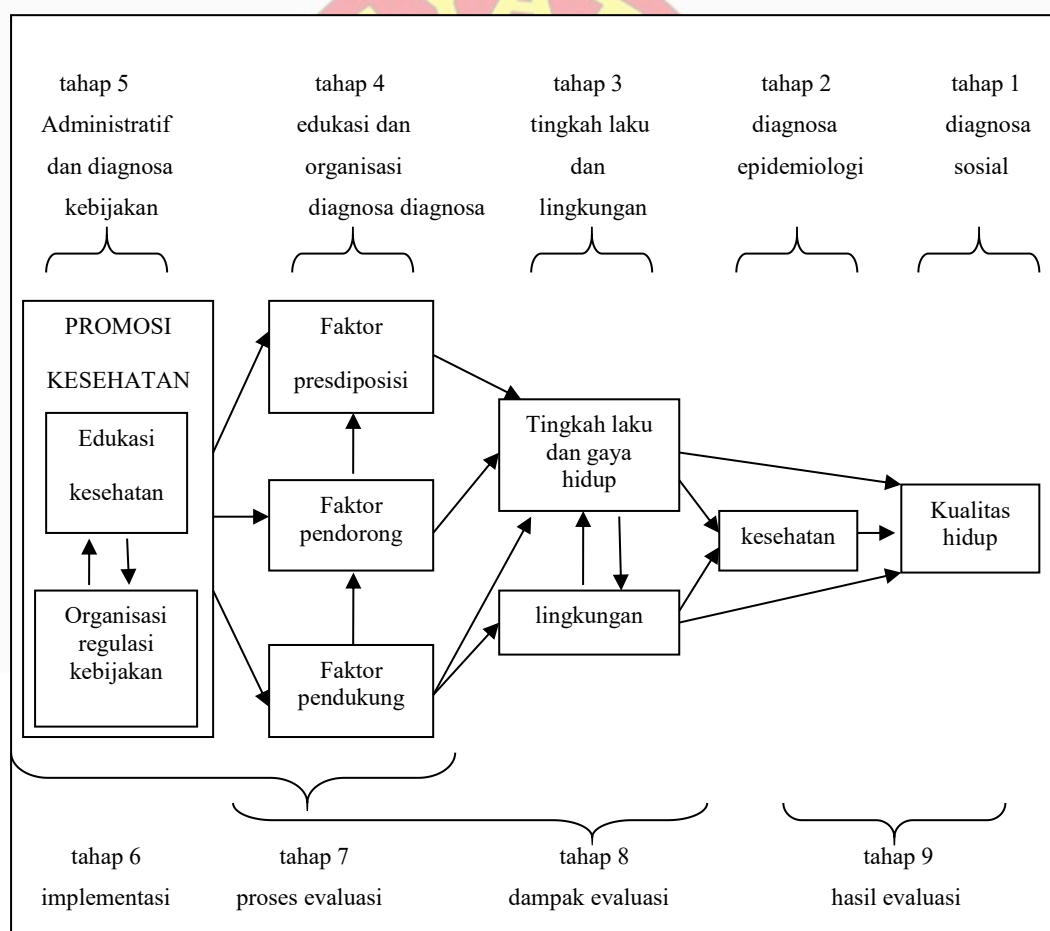 tahap 5
Administratif
dan diagnosa
kebijakan
tahap 4
edukasi dan
organisasi
diagnosa diagnosa
tahap 3
tingkah laku
dan
lingkungan
tahap 2
diagnosa
epidemiologi
tahap 1
diagnosa
sosial
PROMOSI
KESEHATAN
Edukasi
kesehatan
Organisasi
regulasi
kebijakan
Faktor
presdiposisi
Faktor
pendorong
Faktor
pendukung
Tingkah laku
dan gaya
hidup
lingkungan
kesehatan
Kualitas
hidup
tahap 6
implementasi
tahap 7
proses evaluasi
tahap 8
dampak evaluasi
tahap 9
hasil evaluasi